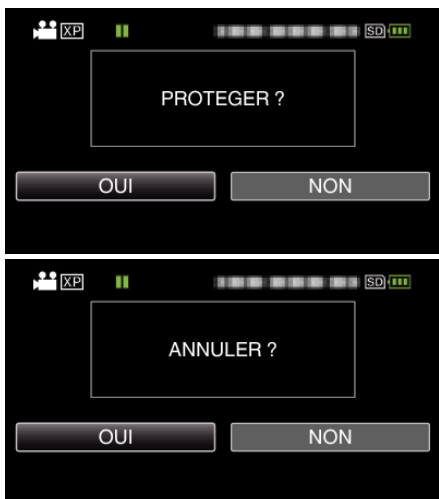 XP SD
PROTEGER ?
OUI NON
XP SD
ANNULER ?
OUI NON